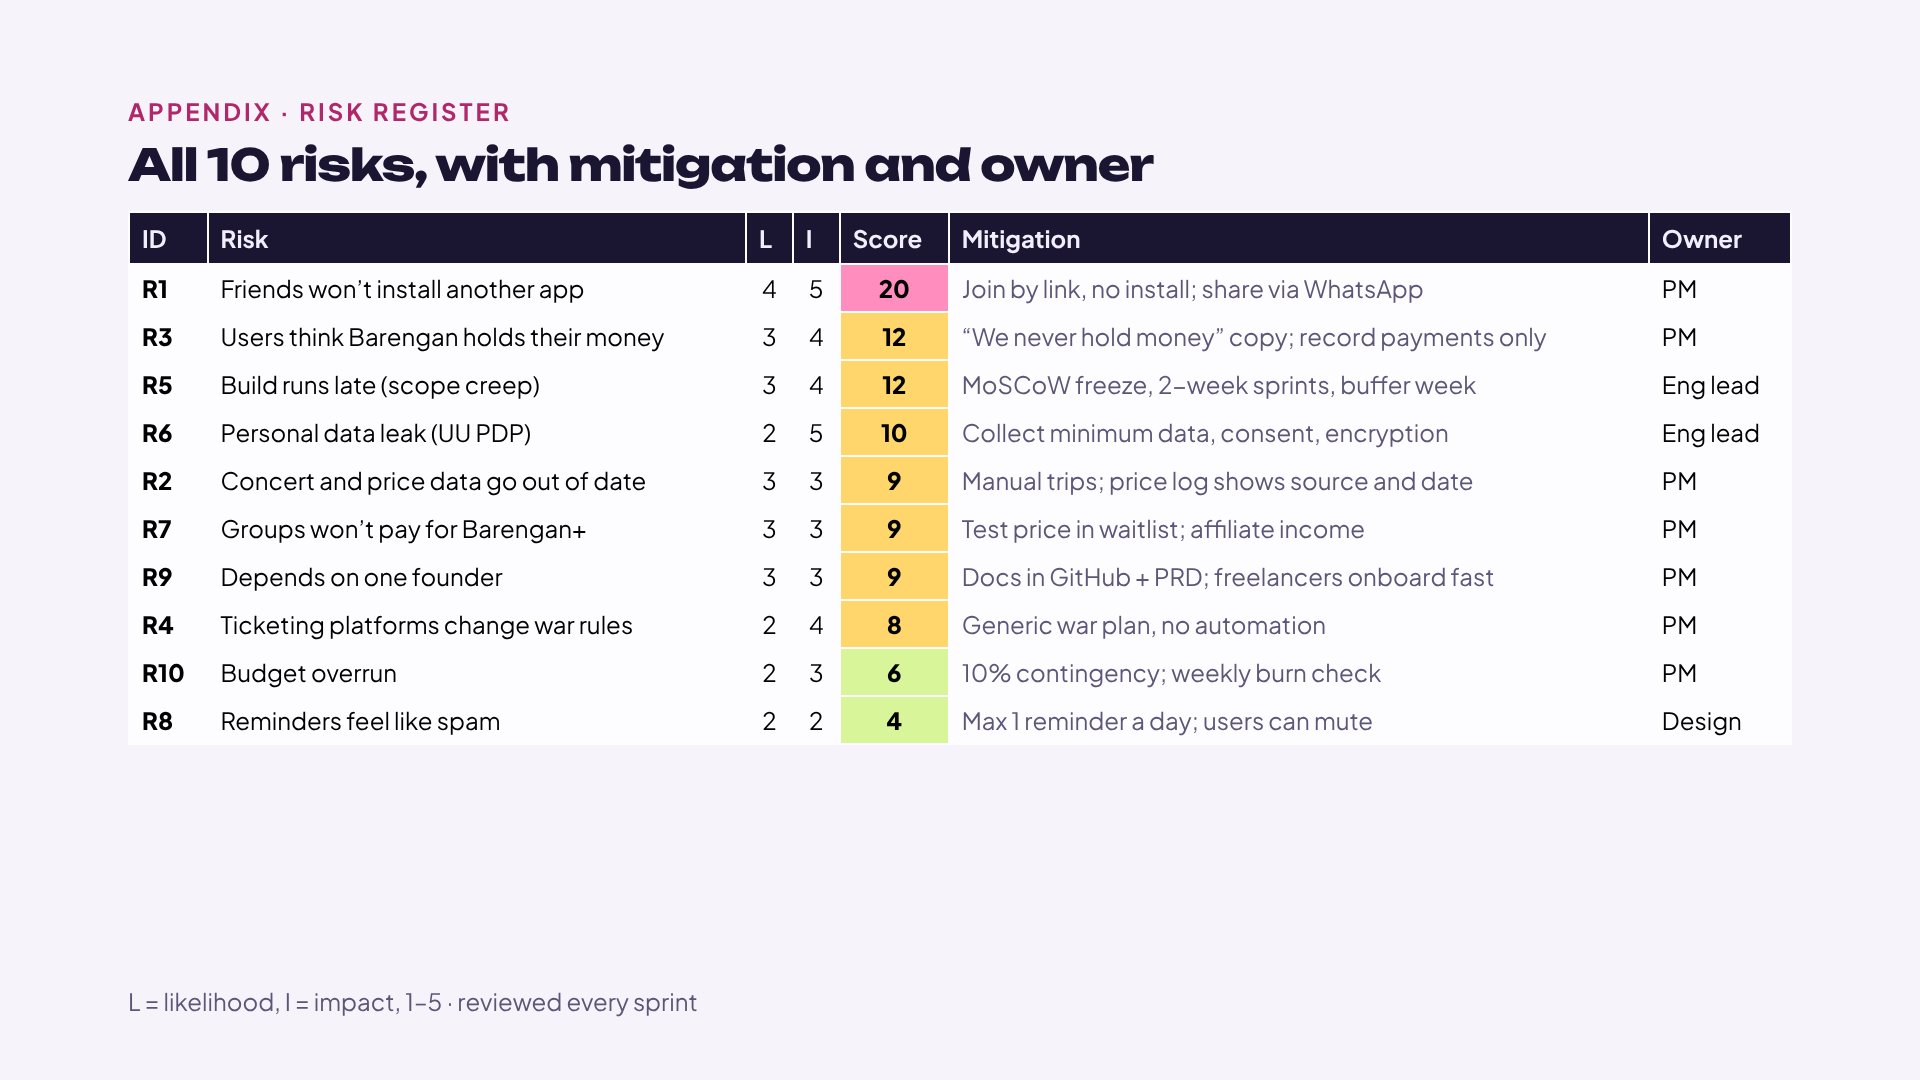 APPENDIX · RISK REGISTER
All 10 risks, with mitigation and owner
ID Risk L I Score Mitigation Owner
R1 Friends won’t install another app 4 5 20 Join by link, no install; share via WhatsApp PM
R3 Users think Barengan holds their money 3 4 12 “We never hold money” copy; record payments only PM
R5 Build runs late (scope creep) 3 4 12 MoSCoW freeze, 2–week sprints, buffer week Eng lead
R6 Personal data leak (UU PDP) 2 5 10 Collect minimum data, consent, encryption Eng lead
R2 Concert and price data go out of date 3 3 9 Manual trips; price log shows source and date PM
R7 Groups won’t pay for Barengan+ 3 3 9 Test price in waitlist; affiliate income PM
R9 Depends on one founder 3 3 9 Docs in GitHub + PRD; freelancers onboard fast PM
R4 Ticketing platforms change war rules 2 4 8 Generic war plan, no automation PM
R10 Budget overrun 2 3 6 10% contingency; weekly burn check PM
R8 Reminders feel like spam 2 2 4 Max 1 reminder a day; users can mute Design
L = likelihood, I = impact, 1–5 · reviewed every sprint